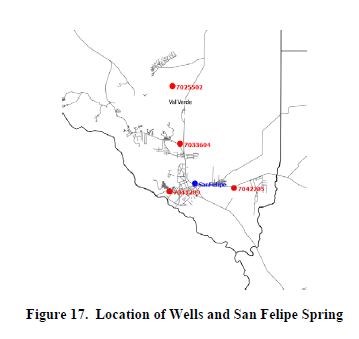 7025502
Val Verde
7033604
San Felipe
7042205
Figure 17. Location of Wells and San Felipe Spring